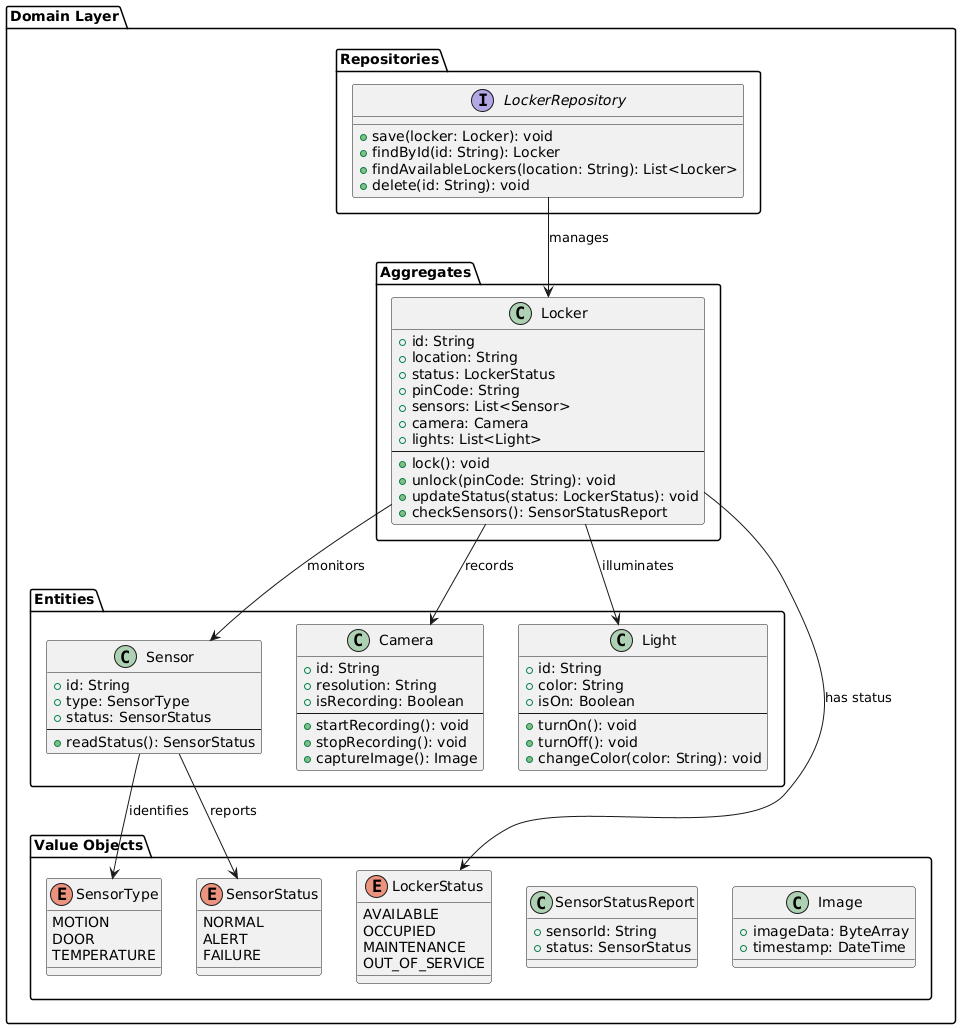 Domain Layer
Repositories
I LockerRepository
save(locker: Locker): void
findById(id: String): Locker
findAvailableLockers(location: String): List<Locker>
delete(id: String): void
manages
Aggregates
C Locker
id: String
location: String
status: LockerStatus
pinCode: String
sensors: List<Sensor>
camera: Camera
lights: List<Light>
lock(): void
unlock(pinCode: String): void
updateStatus(status: LockerStatus): void
checkSensors(): SensorStatusReport
monitors
records
illuminates
has status
Entities
C Sensor
id: String
type: SensorType
status: SensorStatus
readStatus(): SensorStatus
C Camera
id: String
resolution: String
isRecording: Boolean
startRecording(): void
stopRecording(): void
captureImage(): Image
C Light
id: String
color: String
isOn: Boolean
turnOn(): void
turnOff(): void
changeColor(color: String): void
identifies
reports
Value Objects
E SensorType
MOTION
DOOR
TEMPERATURE
E SensorStatus
NORMAL
ALERT
FAILURE
E LockerStatus
AVAILABLE
OCCUPIED
MAINTENANCE
OUT_OF_SERVICE
C SensorStatusReport
sensorId: String
status: SensorStatus
C Image
imageData: ByteArray
timestamp: DateTime